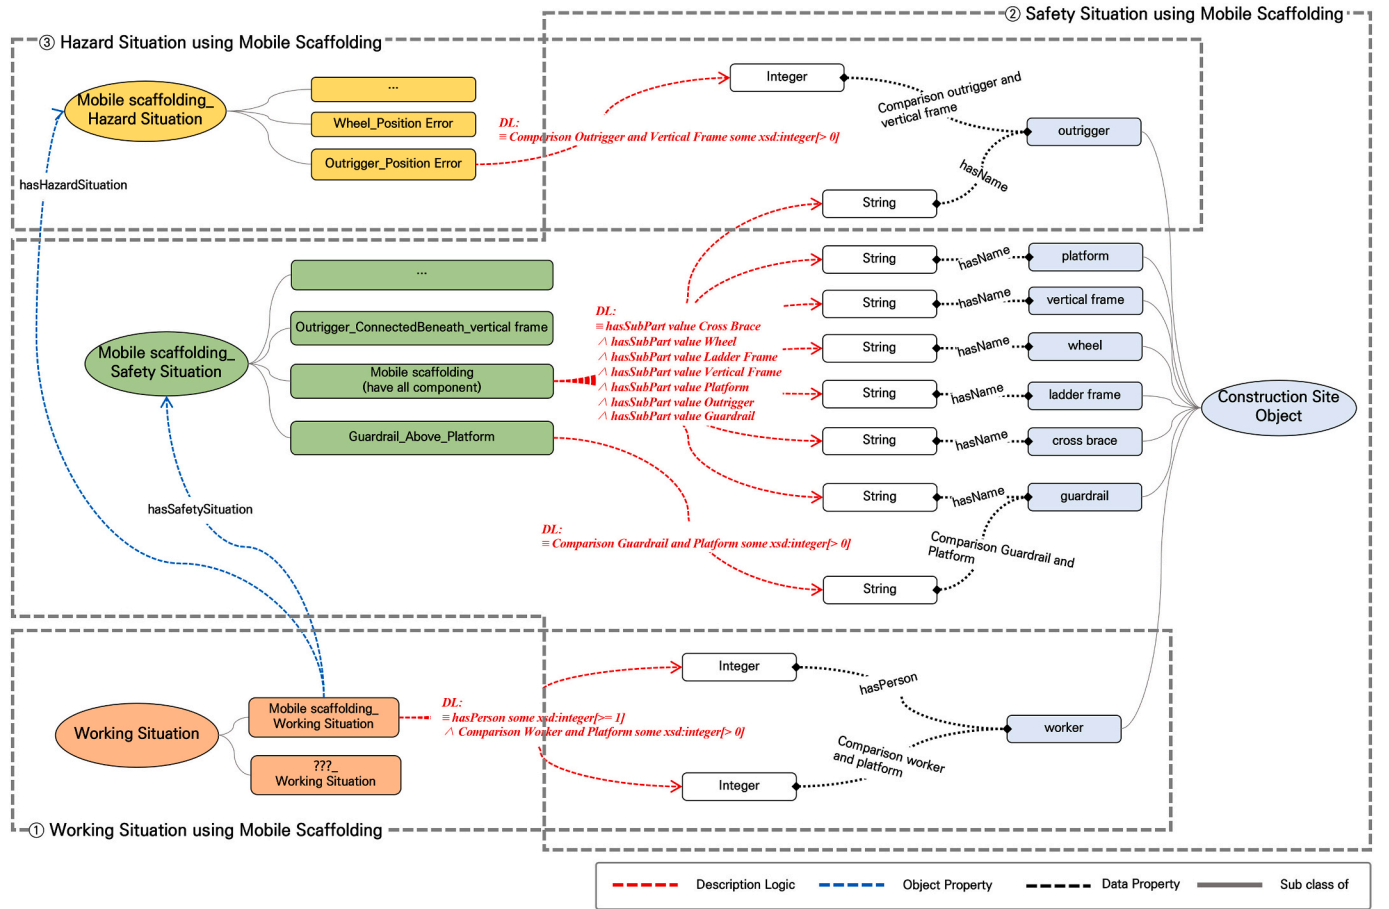 ② Safety Situation using Mobile Scaffolding
③ Hazard Situation using Mobile Scaffolding
Mobile scaffolding_
Hazard Situation
...
Wheel_Position Error
Outrigger_Position Error
hasHazardSituation
DL:
≡ Comparison Outrigger and Vertical Frame some xsd:integer[> 0]
Integer
Comparison outrigger and
vertical frame
outrigger
hasName
String
String
hasName
platform
String
hasName
vertical frame
String
hasName
wheel
String
hasName
ladder frame
String
hasName
cross brace
String
hasName
guardrail
Comparison Guardrail and
Platform
String
Construction Site
Object
Mobile scaffolding_
Safety Situation
...
Outrigger_ConnectedBeneath_vertical frame
Mobile scaffolding
(have all component)
Guardrail_Above_Platform
DL:
≡ hasSubPart value Cross Brace
∧ hasSubPart value Wheel
∧ hasSubPart value Ladder Frame
∧ hasSubPart value Vertical Frame
∧ hasSubPart value Platform
∧ hasSubPart value Outrigger
∧ hasSubPart value Guardrail
DL:
≡ Comparison Guardrail and Platform some xsd:integer[> 0]
hasSafetySituation
Working Situation
Mobile scaffolding_
Working Situation
???_
Working Situation
DL:
≡ hasPerson some xsd:integer[>= 1]
∧ Comparison Worker and Platform some xsd:integer[> 0]
Integer
hasPerson
worker
Comparison worker
and platform
Integer
① Working Situation using Mobile Scaffolding
Description Logic
Object Property
Data Property
Sub class of